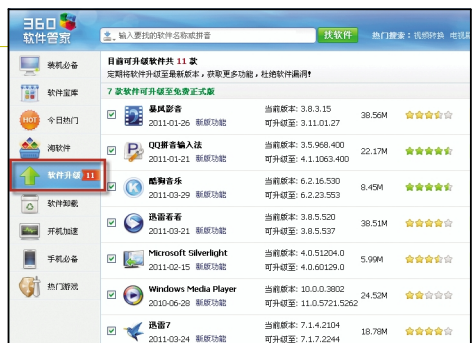 360
软件管家
输入要找的软件名称或拼音
找软件
热门搜索：视频转换 电视
装机必备
软件宝库
HOT
今日热门
淘软件
软件升级 11
软件卸载
开机加速
手机必备
热门游戏
目前可升级软件共 11 款
定期将软件升级至最新版本，获取更多功能，杜绝软件漏洞！
7 款软件可升级至免费正式版
暴风影音 当前版本: 3.8.3.15 38.56M
2011-01-26 新版功能 可升级至: 3.11.01.27
QQ拼音输入法 当前版本: 3.5.968.400 22.17M
2011-01-21 新版功能 可升级至: 4.1.1063.400
酷狗音乐 当前版本: 6.2.16.530 8.45M
2011-03-29 新版功能 可升级至: 6.2.23.553
迅雷看看 当前版本: 3.8.5.520 38.51M
2011-03-21 新版功能 可升级至: 3.8.5.537
Microsoft Silverlight 当前版本: 4.0.51204.0 5.99M
2011-02-15 新版功能 可升级至: 4.0.60129.0
Windows Media Player 当前版本: 10.0.0.3802 24.52M
2010-06-28 新版功能 可升级至: 11.0.5721.5262
迅雷7 当前版本: 7.1.4.2104 18.78M
2011-03-24 新版功能 可升级至: 7.1.7.2244